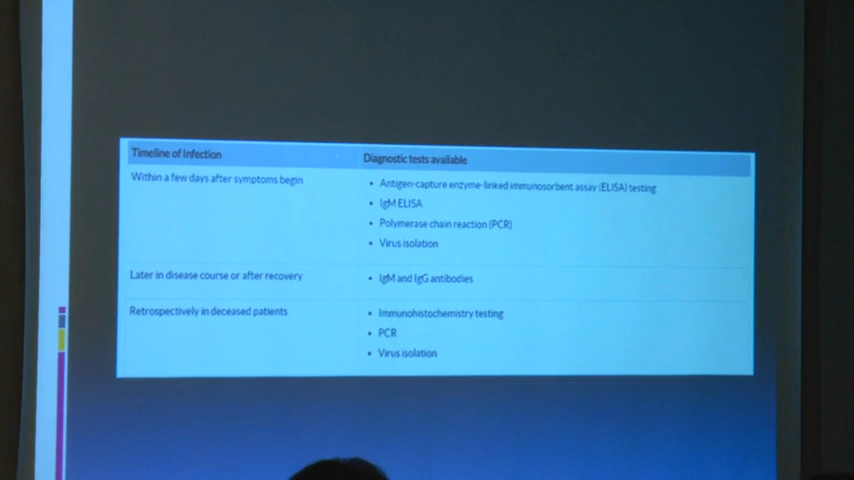 Timeline of Infection
Diagnostic tests available
Within a few days after symptoms begin
• Antigen-capture enzyme-linked immunosorbent assay (ELISA) testing
• IgM ELISA
• Polymerase chain reaction (PCR)
• Virus isolation
Later in disease course or after recovery
• IgM and IgG antibodies
Retrospectively in deceased patients
• Immunohistochemistry testing
• PCR
• Virus isolation